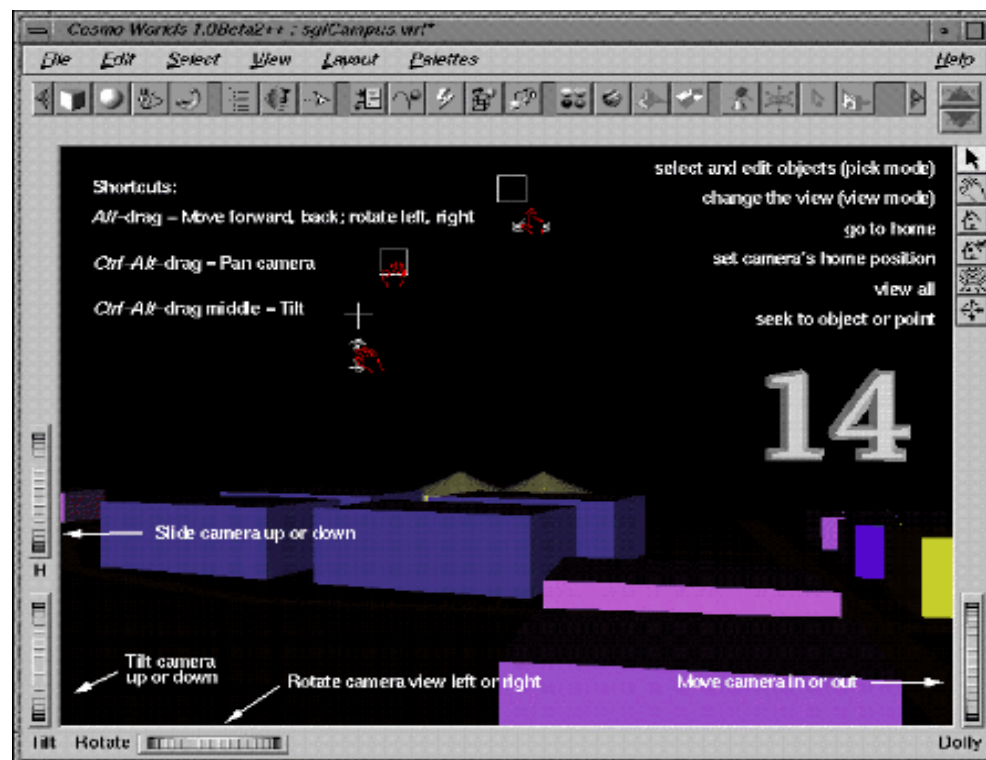 Cosmo Worlds 1.0Beta2++ : sgiCampus.wrl*
File Edit Select View Layout Palettes Help
Shortcuts:
Alt-drag = Move forward, back; rotate left, right
Ctrl-Alt-drag = Pan camera
Ctrl-Alt-drag middle = Tilt
select and edit objects (pick mode)
change the view (view mode)
go to home
set camera's home position
view all
seek to object or point
14
Slide camera up or down
H
Tilt camera
up or down
Rotate camera view left or right
Move camera in or out
Tilt Rotate Dolly